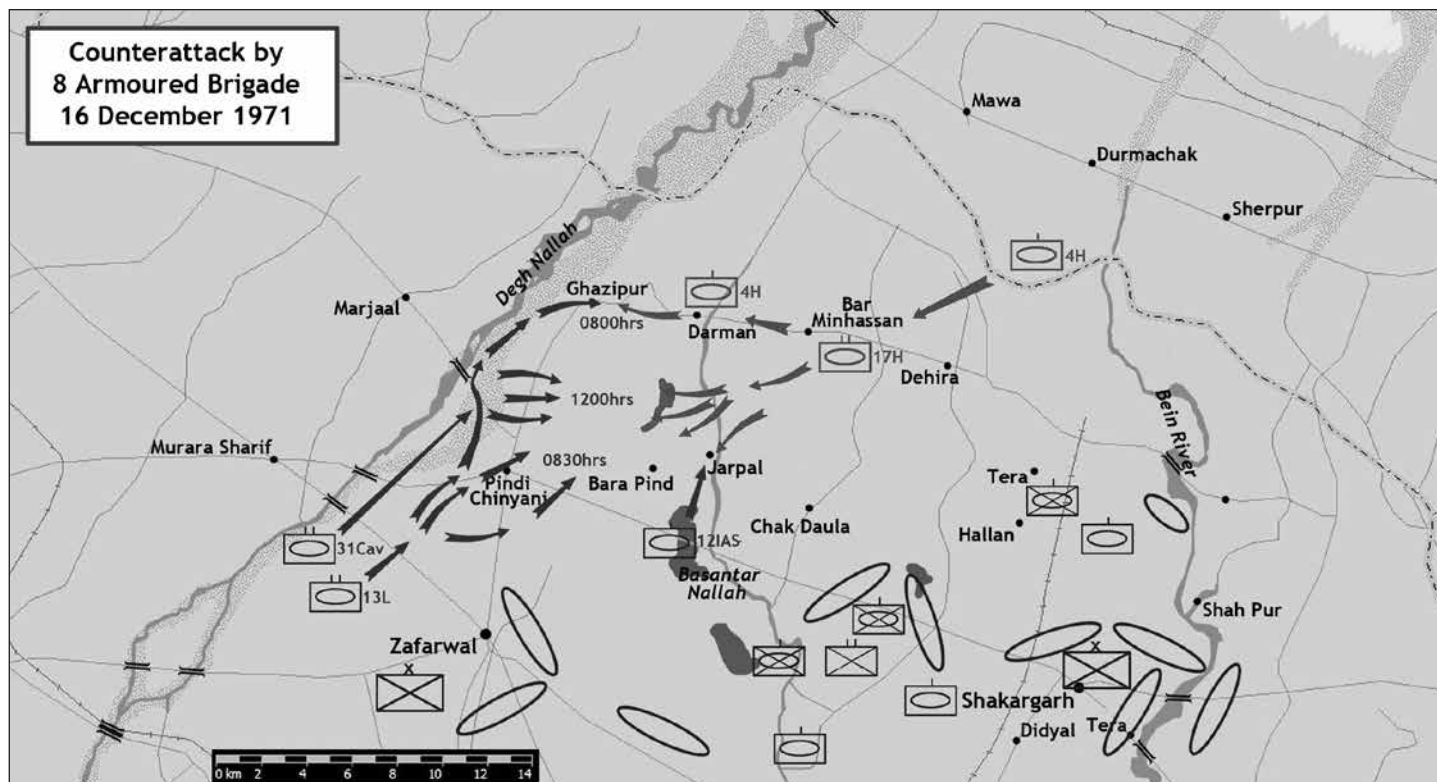 Counterattack by
8 Armoured Brigade
16 December 1971
Mawa
Durmachak
Sherpur
4H
Degh Nallah
Ghazipur
4H
Marjaal
0800hrs
Darman
Bar
Minhassan
17H
Dehira
1200hrs
Bein River
Murara Sharif
0830hrs
Jarpal
Pindi
Chinyani
Bara Pind
Tera
Chak Daula
Hallan
31Cav
12IAS
Basantar
Nallah
13L
Shah Pur
Zafarwal
X
X
Shakargarh
Didyal
Tera
0 km 2 4 6 8 10 12 14